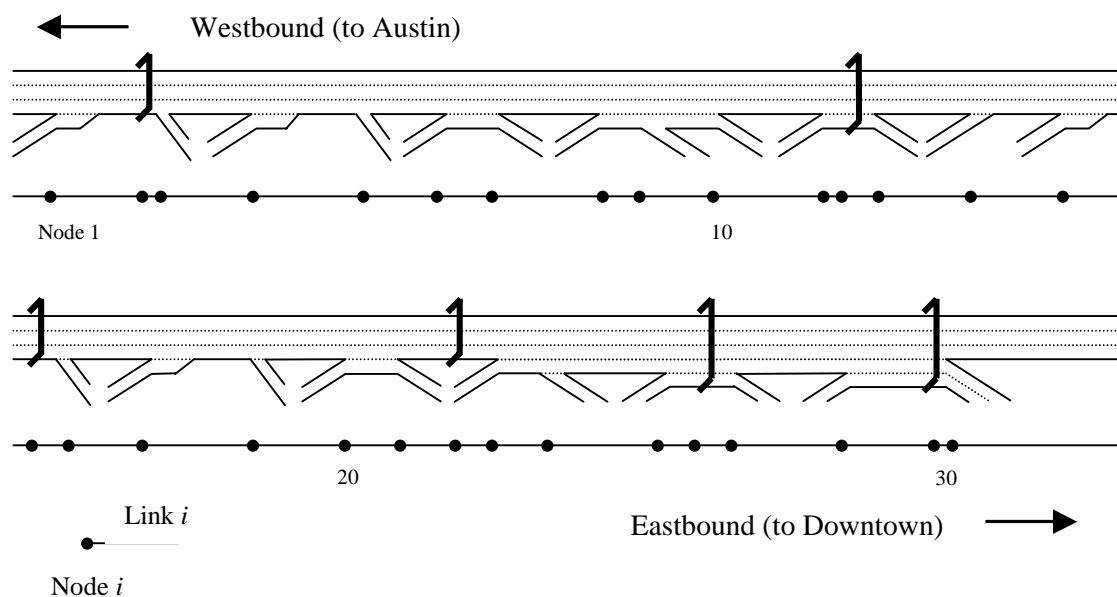 Westbound (to Austin)
Node 1
10
20
30
Link i
Eastbound (to Downtown)
Node i